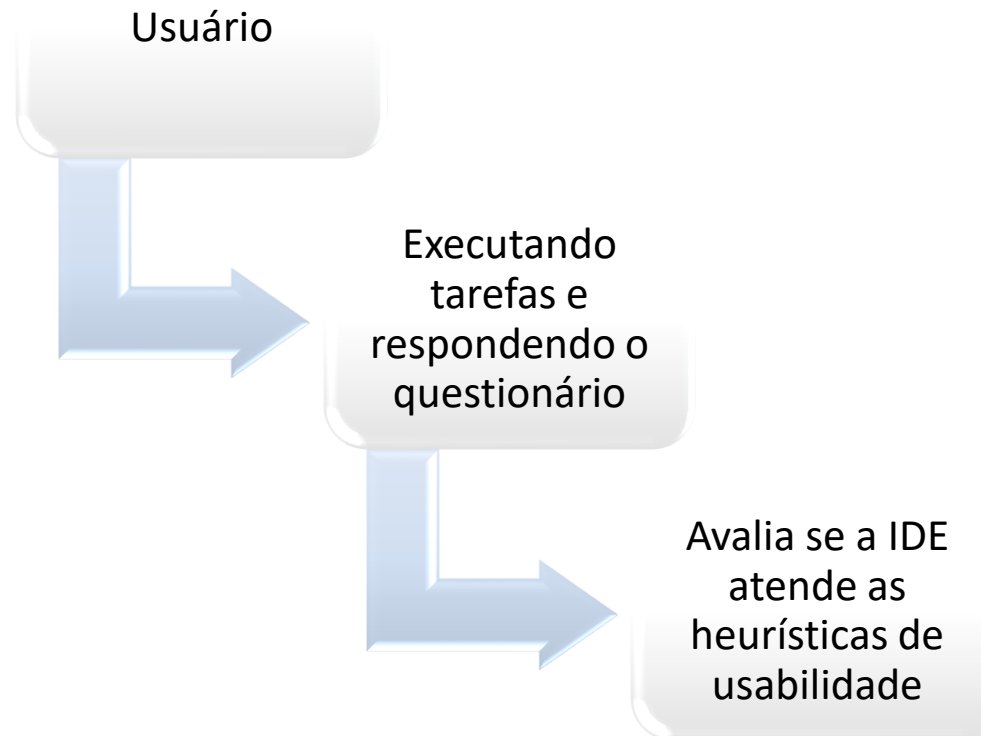 Usuário
Executando
tarefas e
respondendo o
questionário
Avalia se a IDE
atende as
heurísticas de
usabilidade